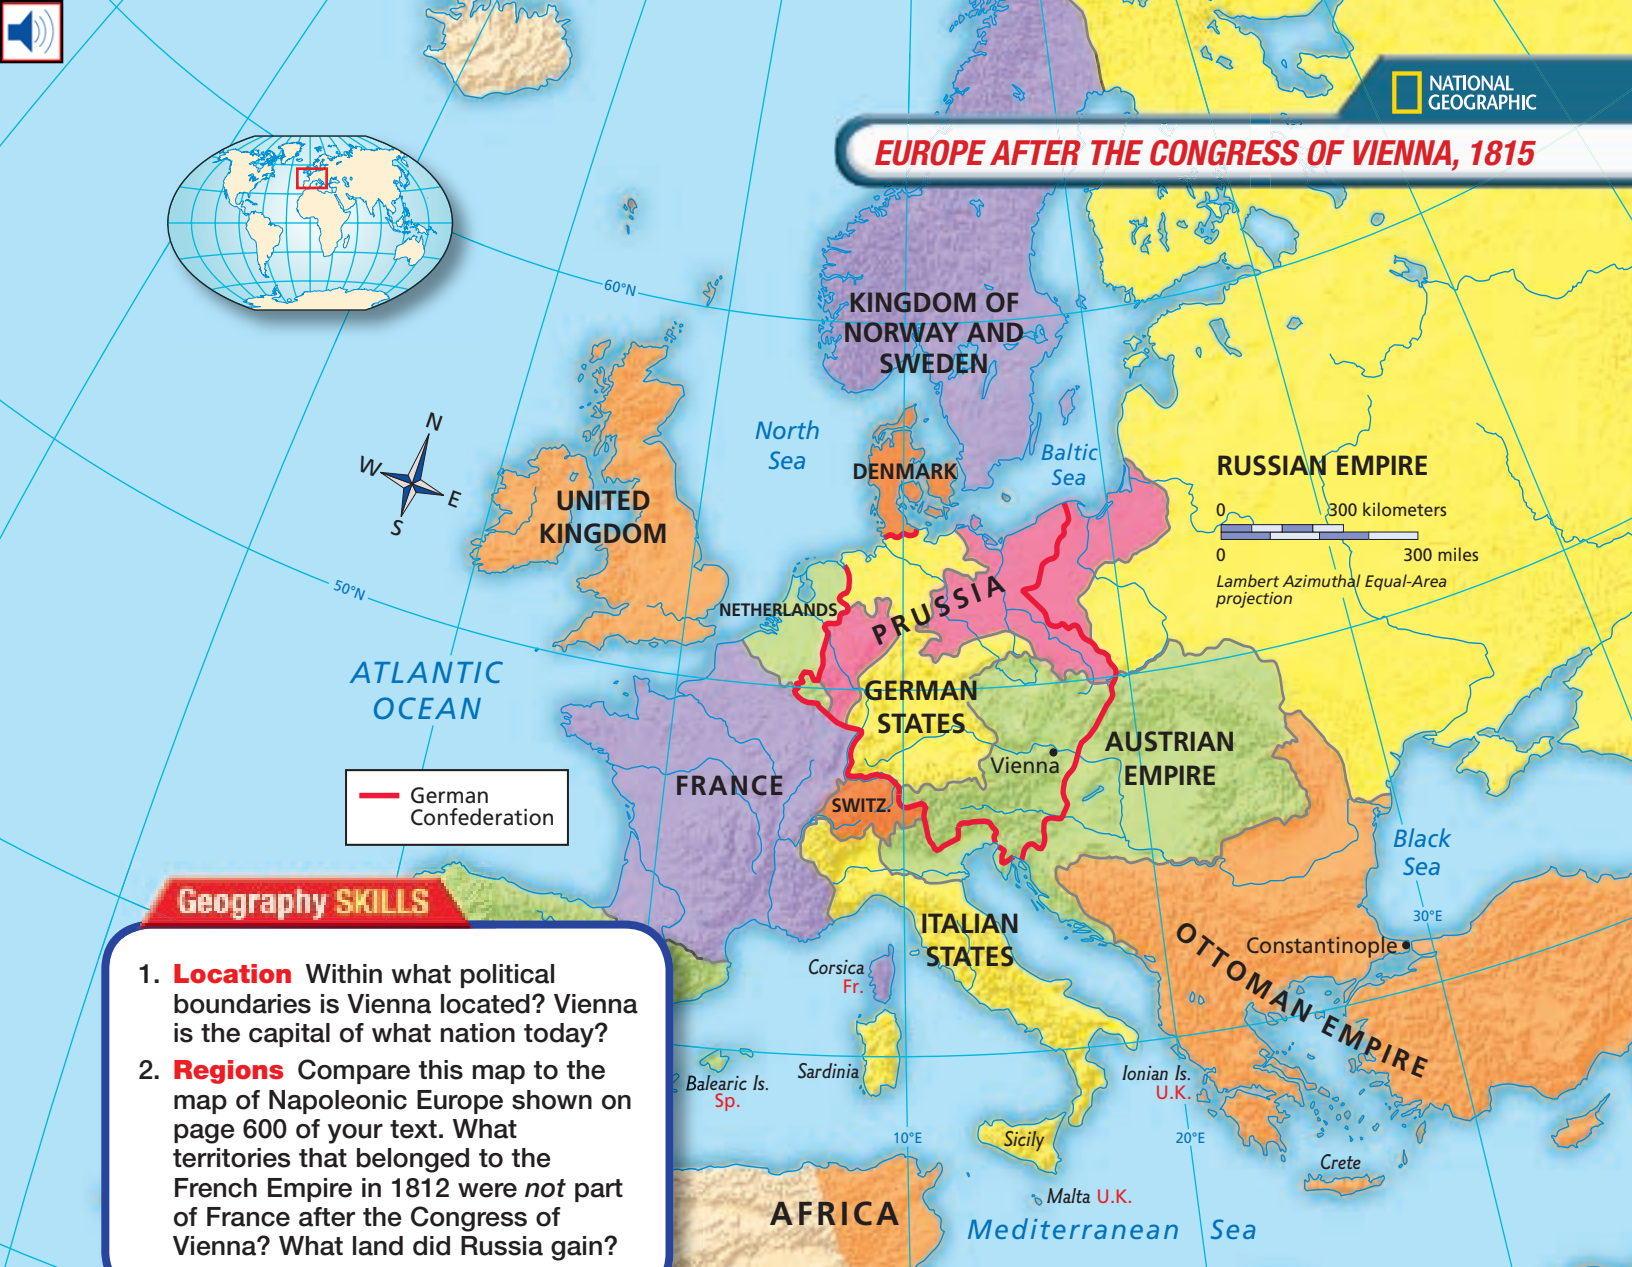 NATIONAL
GEOGRAPHIC
EUROPE AFTER THE CONGRESS OF VIENNA, 1815
60°N
KINGDOM OF
NORWAY AND
SWEDEN
N
W
E
S
North
Sea
Baltic
Sea
DENMARK
RUSSIAN EMPIRE
0 300 kilometers
0 300 miles
Lambert Azimuthal Equal-Area
projection
UNITED
KINGDOM
50°N
NETHERLANDS
PRUSSIA
ATLANTIC
OCEAN
GERMAN
STATES
Vienna
AUSTRIAN
EMPIRE
FRANCE
SWITZ.
German
Confederation
Black
Sea
30°E
ITALIAN
STATES
OTTOMAN EMPIRE
Constantinople
Corsica
Fr.
Sardinia
Balearic Is.
Sp.
Ionian Is.
U.K.
10°E
20°E
Sicily
Crete
Malta U.K.
AFRICA
Mediterranean Sea
Geography SKILLS
1. Location Within what political
boundaries is Vienna located? Vienna
is the capital of what nation today?
2. Regions Compare this map to the
map of Napoleonic Europe shown on
page 600 of your text. What
territories that belonged to the
French Empire in 1812 were not part
of France after the Congress of
Vienna? What land did Russia gain?